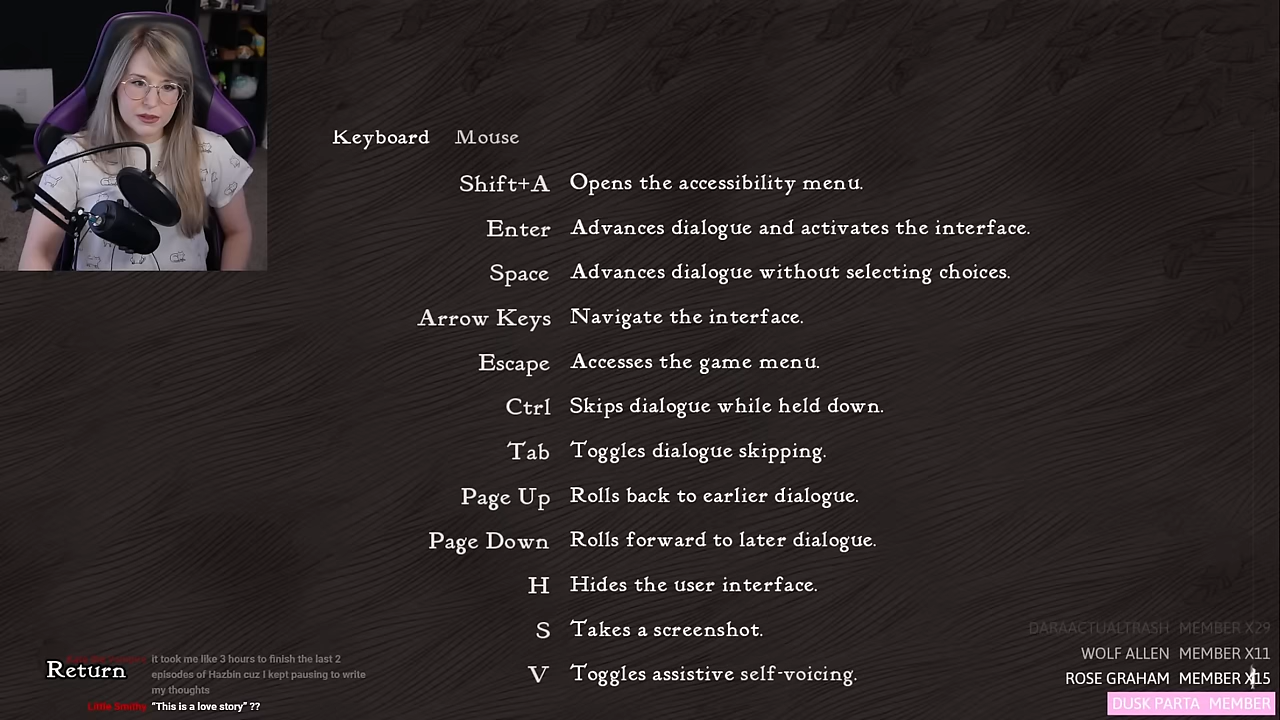 Keyboard Mouse
Shift+A Opens the accessibility menu.
Enter Advances dialogue and activates the interface.
Space Advances dialogue without selecting choices.
Arrow Keys Navigate the interface.
Escape Accesses the game menu.
Ctrl Skips dialogue while held down.
Tab Toggles dialogue skipping.
Page Up Rolls back to earlier dialogue.
Page Down Rolls forward to later dialogue.
H Hides the user interface.
S Takes a screenshot.
V Toggles assistive self-voicing.
Return
it took me like 3 hours to finish the last 2
episodes of Hazbin cuz I kept pausing to write
my thoughts
Little Smithy "This is a love story" ??
DARAACTUALTRASH MEMBER X29
WOLF ALLEN MEMBER X11
ROSE GRAHAM MEMBER X15
DUSK PARTA MEMBER